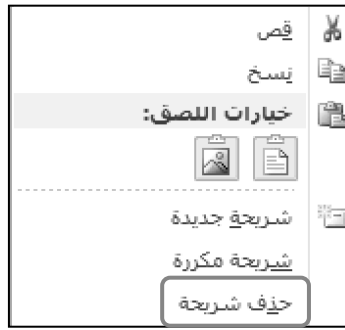 قص
نسخ
خيارات اللصق:
شريحة جديدة
شريحة مكررة
حذف شريحة